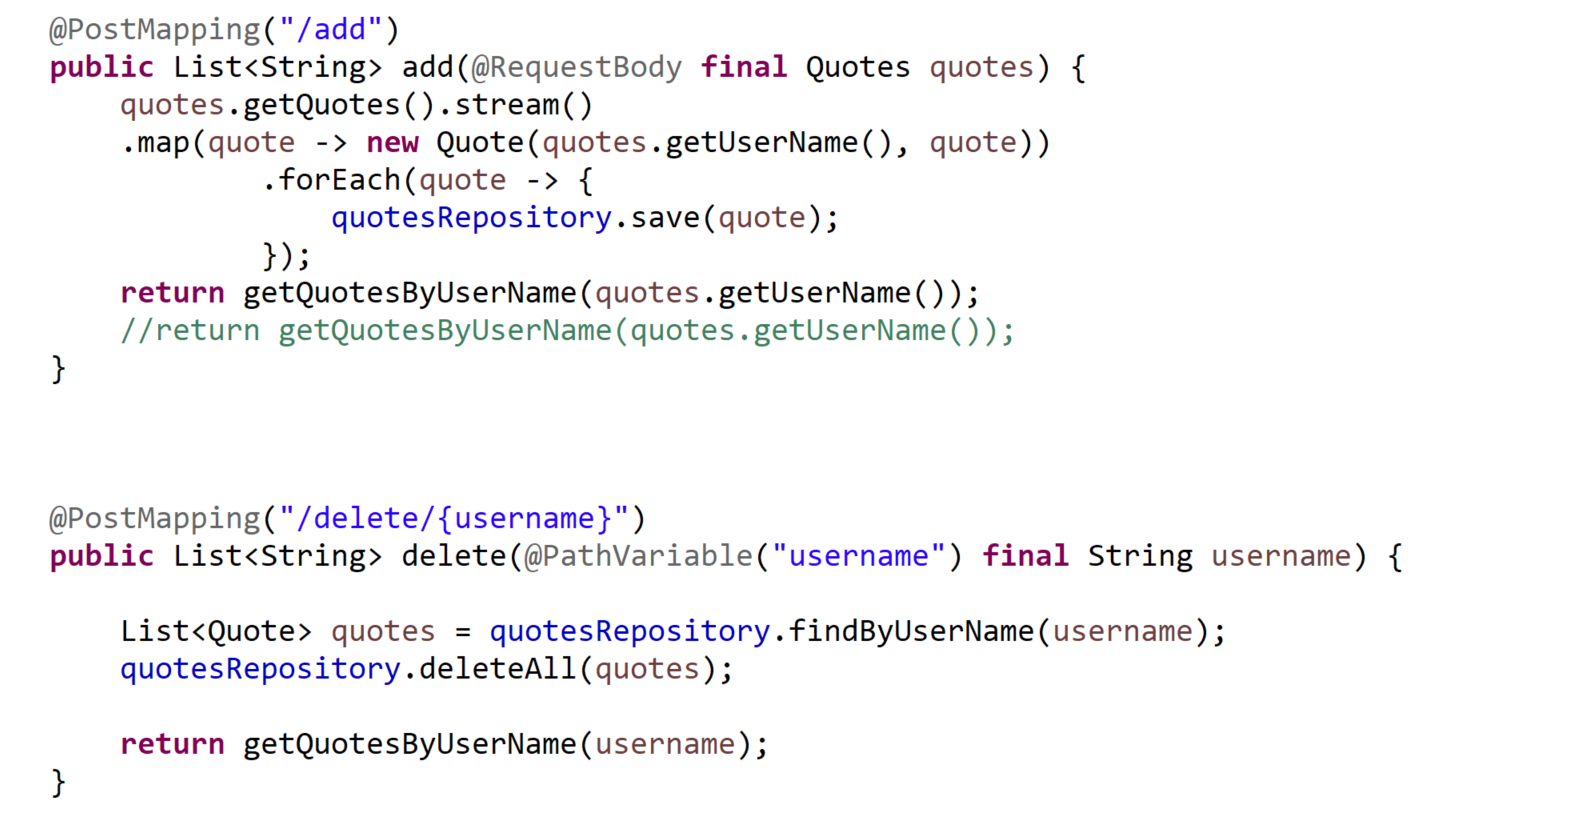 @PostMapping("/add")
public List<String> add(@RequestBody final Quotes quotes) {
    quotes.getQuotes().stream()
    .map(quote -> new Quote(quotes.getUserName(), quote))
            .forEach(quote -> {
                quotesRepository.save(quote);
            });
    return getQuotesByUserName(quotes.getUserName());
    //return getQuotesByUserName(quotes.getUserName());
}
@PostMapping("/delete/{username}")
public List<String> delete(@PathVariable("username") final String username) {
    List<Quote> quotes = quotesRepository.findByUserName(username);
    quotesRepository.deleteAll(quotes);
    return getQuotesByUserName(username);
}